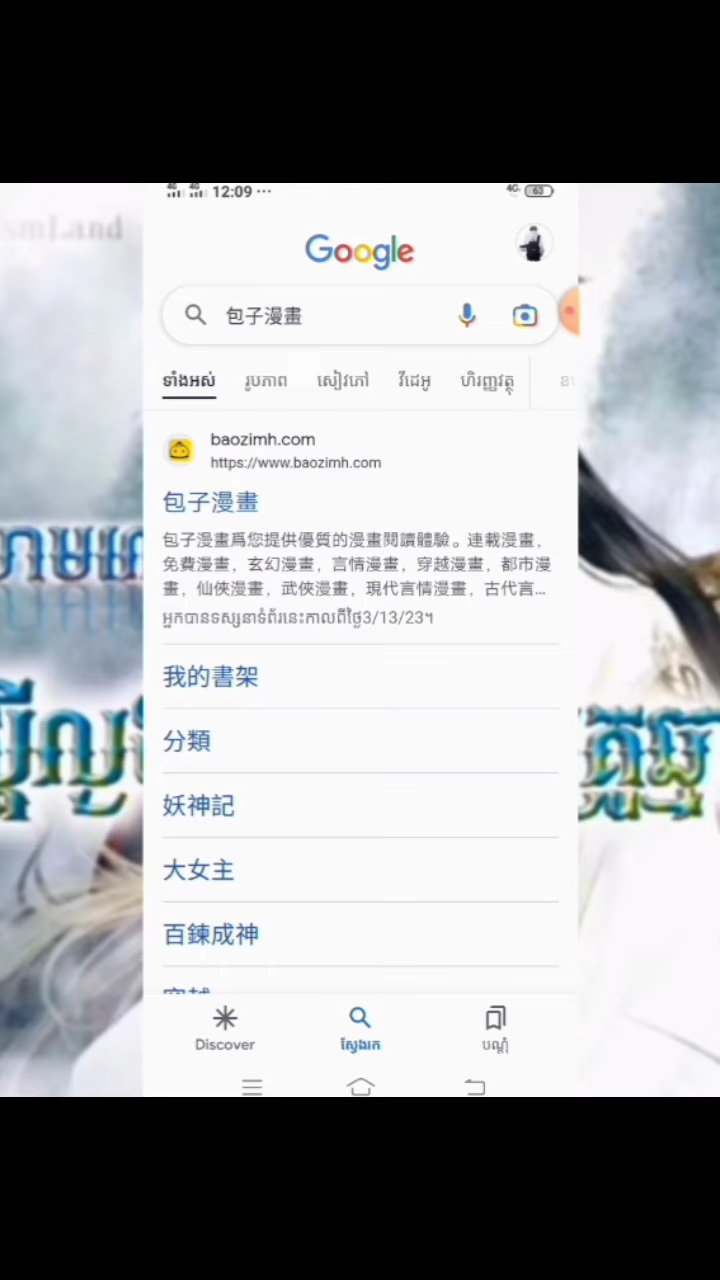 12:09
4G
63
Google
包子漫畫
ទាំងអស់ រូបភាព សៀវភៅ វីដេអូ ហិរញ្ញវត្ថុ
baozimh.com
https://www.baozimh.com
包子漫畫
包子漫畫爲您提供優質的漫畫閱讀體驗。連載漫畫，
免費漫畫，玄幻漫畫，言情漫畫，穿越漫畫，都市漫
畫，仙俠漫畫，武俠漫畫，現代言情漫畫，古代言...
អ្នកបានទស្សនាទំព័រនេះកាលពីថ្ងៃ3/13/23។
我的書架
分類
妖神記
大女主
百鍊成神
Discover ស្វែងរក បណ្ដុំ